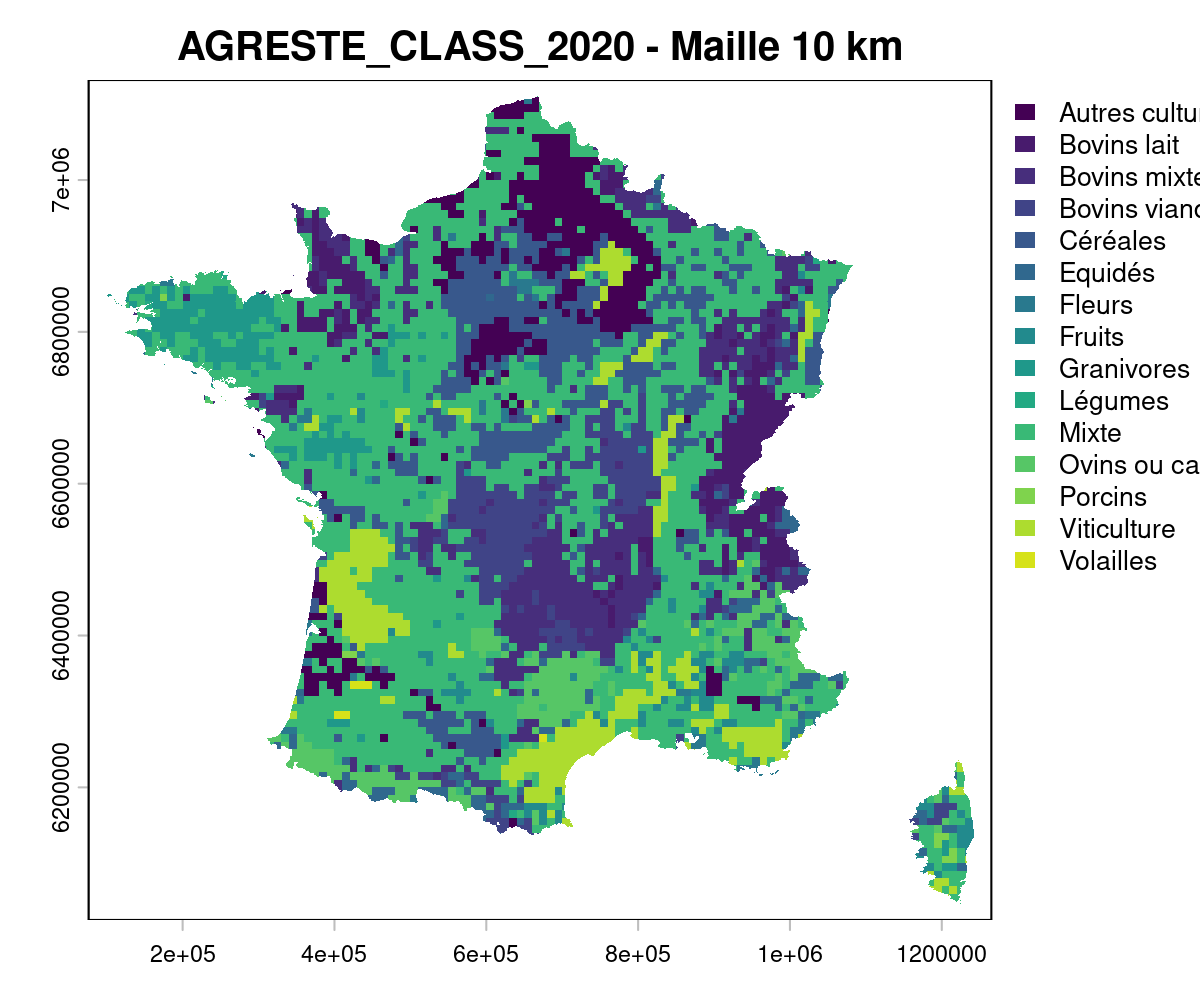 AGRESTE_CLASS_2020 - Maille 10 km
7e+06
6800000
6600000
6400000
6200000
2e+05
4e+05
6e+05
8e+05
1e+06
1200000
Autres cultu
Bovins lait
Bovins mixte
Bovins vianc
Céréales
Equidés
Fleurs
Fruits
Granivores
Légumes
Mixte
Ovins ou ca
Porcins
Viticulture
Volailles